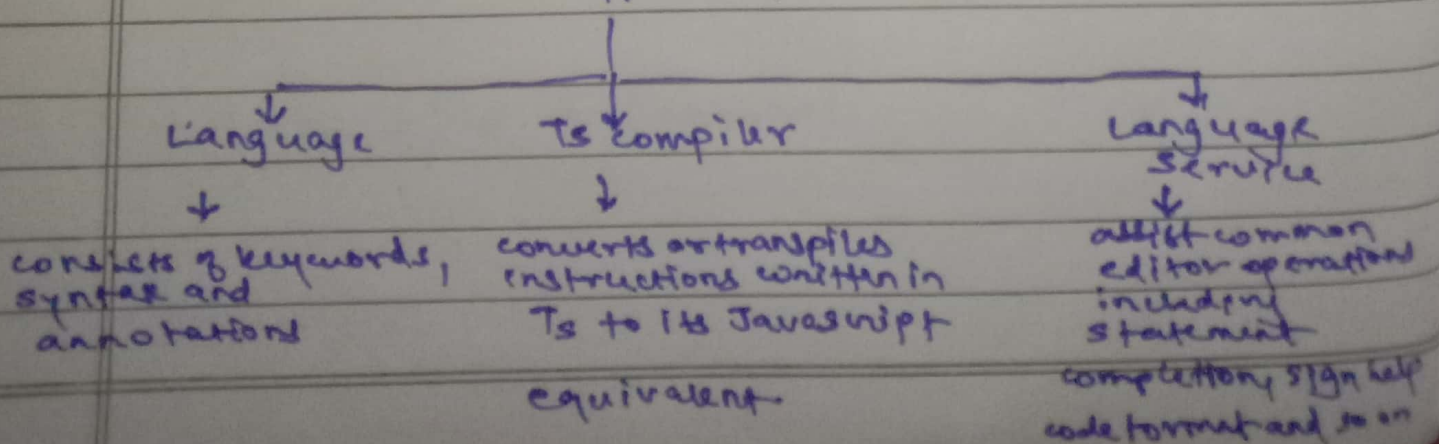 Language
↓
consists of keywords,
syntax and
annotations
Ts Compiler
↓
converts or transpiles
instructions written in
Ts to its Javascript
equivalent.
Language
Service
↓
assist common
editor operations
including
statement
completion, sign help
code format and so on